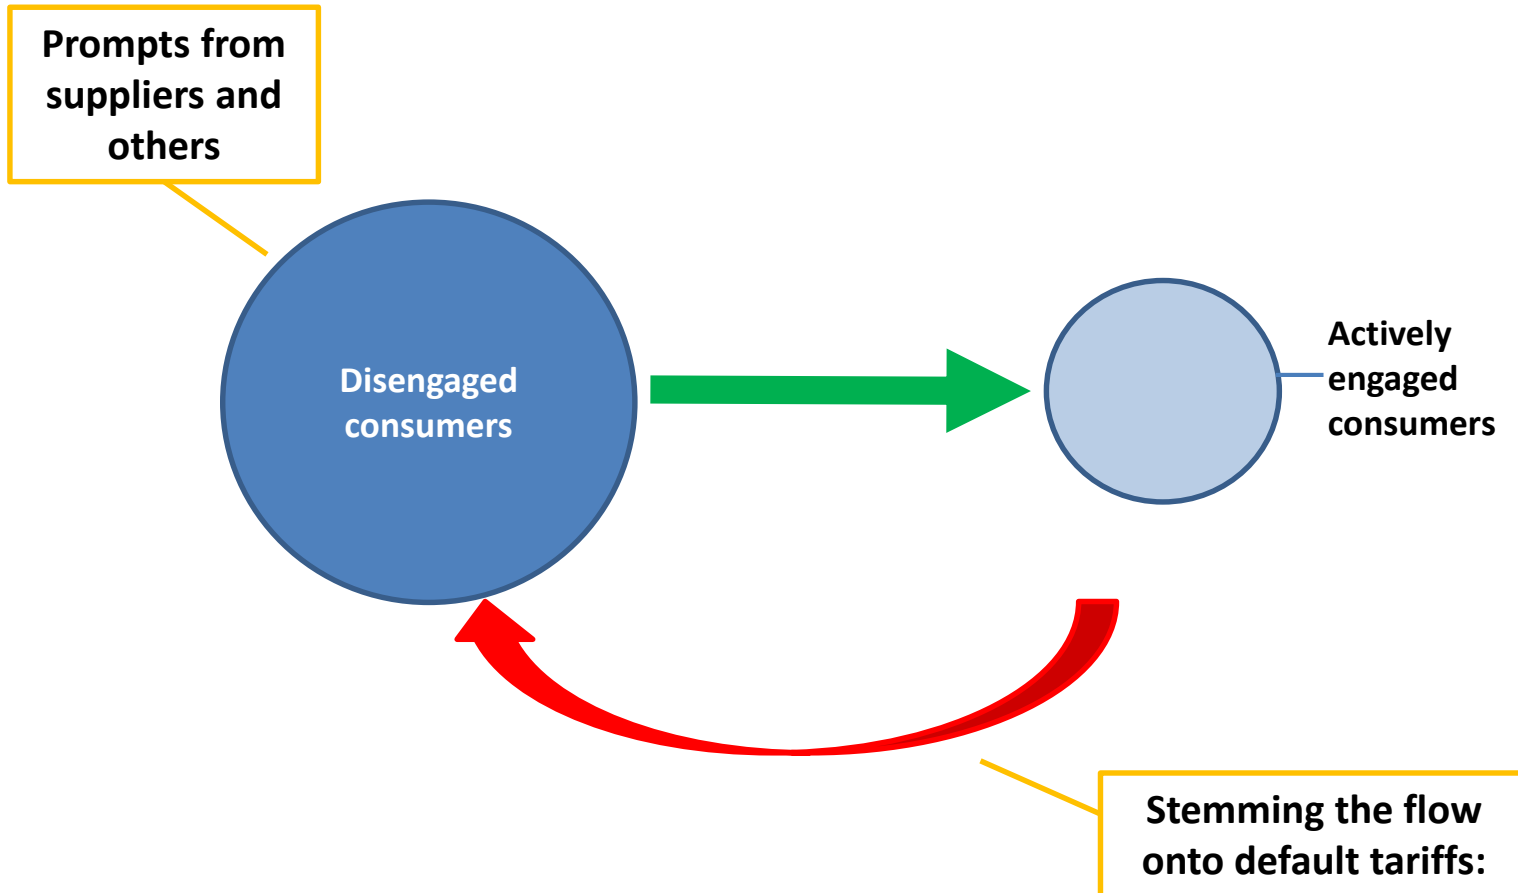 Prompts from
suppliers and
others
Disengaged
consumers
Actively
engaged
consumers
Stemming the flow
onto default tariffs: